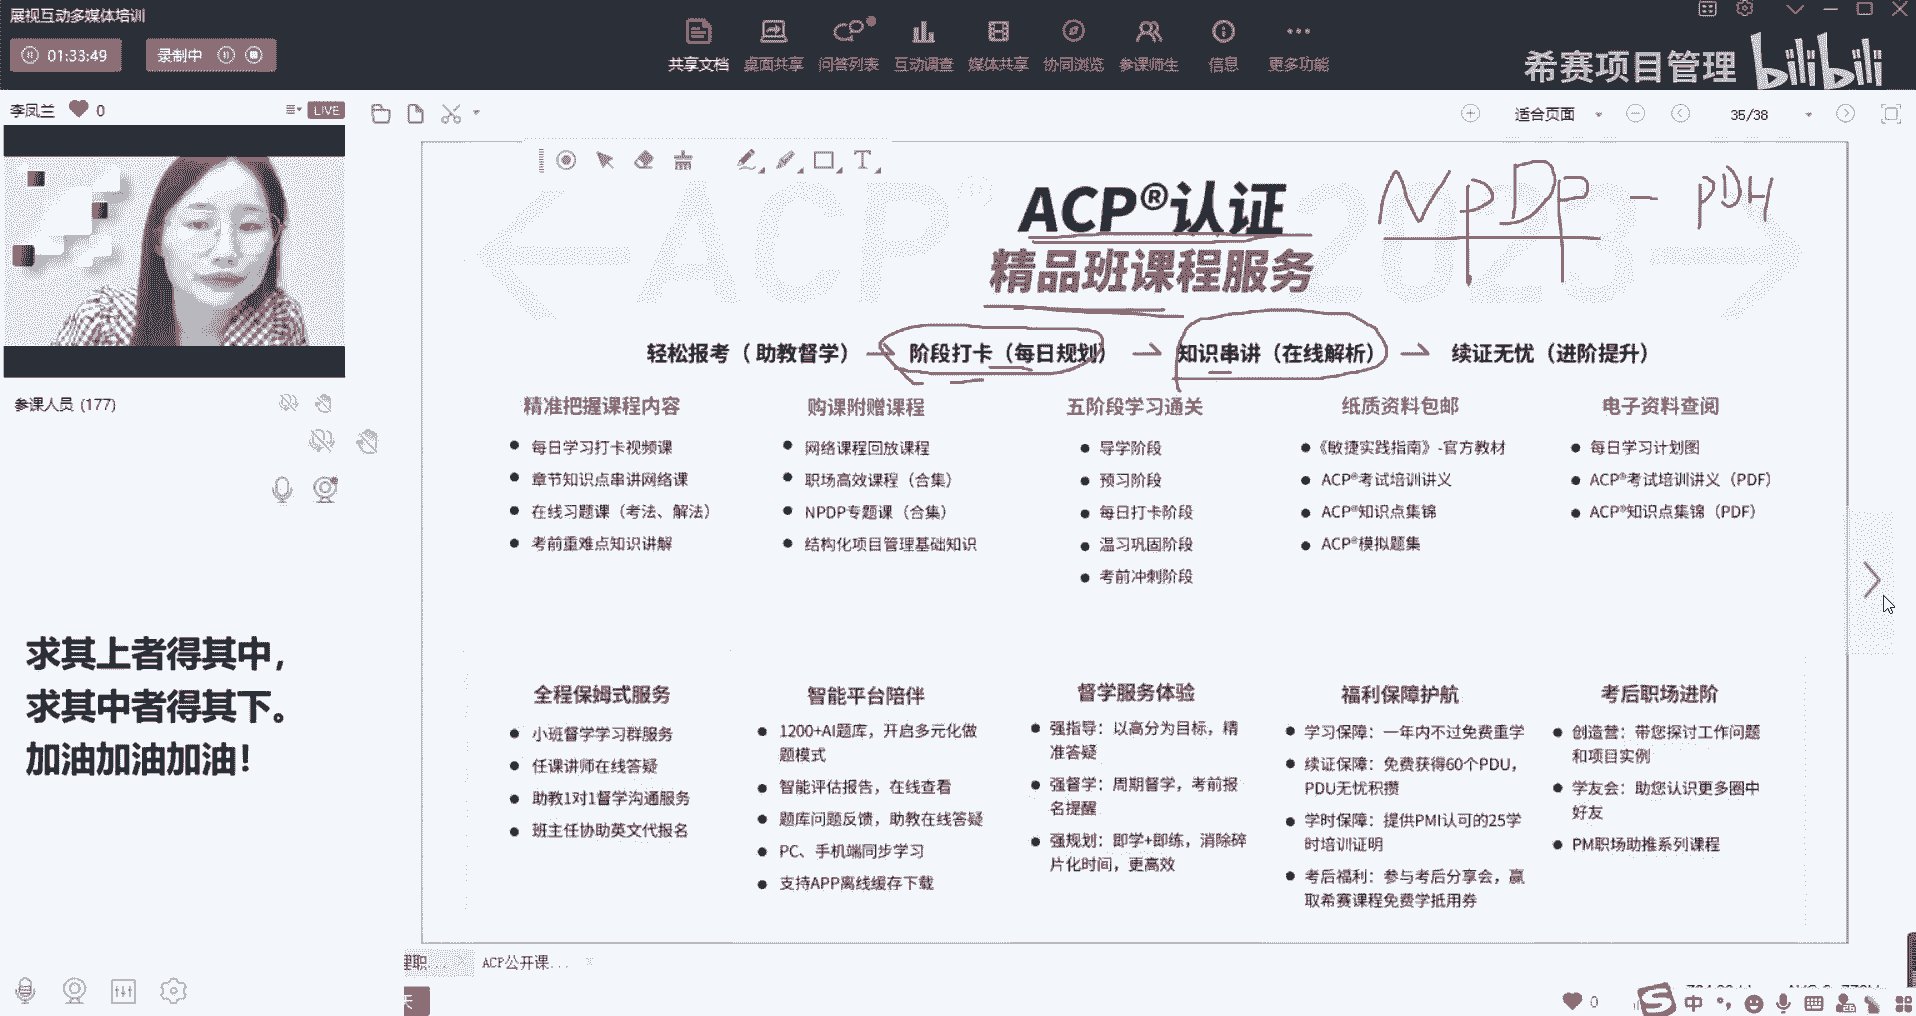 展视互动多媒体培训
01:33:49
录制中
共享文档
桌面共享
问答列表
互动调查
媒体共享
协同浏览
参课师生
信息
更多功能
希赛项目管理
bilibili
李凤兰
0
LIVE
适合页面
35/38
参课人员 (177)
求其上者得其中，
求其中者得其下。
加油加油加油！
ACP®
2023
ACP®认证
NPDP - PDH
精品班课程服务
轻松报考（助教督学）
阶段打卡（每日规划）
知识串讲（在线解析）
续证无忧（进阶提升）
精准把握课程内容
每日学习打卡视频课
章节知识点串讲网络课
在线习题课（考法、解法）
考前重难点知识讲解
购课附赠课程
网络课程回放课程
职场高效课程（合集）
NPDP专题课（合集）
结构化项目管理基础知识
五阶段学习通关
导学阶段
预习阶段
每日打卡阶段
温习巩固阶段
考前冲刺阶段
纸质资料包邮
《敏捷实践指南》-官方教材
ACP®考试培训讲义
ACP®知识点集锦
ACP®模拟题集
电子资料查阅
每日学习计划图
ACP®考试培训讲义（PDF）
ACP®知识点集锦（PDF）
全程保姆式服务
小班督学学习群服务
任课讲师在线答疑
助教1对1督学沟通服务
班主任协助英文代报名
智能平台陪伴
1200+AI题库，开启多元化做
题模式
智能评估报告，在线查看
题库问题反馈，助教在线答疑
PC、手机端同步学习
支持APP离线缓存下载
督学服务体验
强指导：以高分为目标，精
准答疑
强督学：周期督学，考前报
名提醒
强规划：即学+即练，消除碎
片化时间，更高效
福利保障护航
学习保障：一年内不过免费重学
续证保障：免费获得60个PDU，
PDU无忧积攒
学时保障：提供PMI认可的25学
时培训证明
考后福利：参与考后分享会，赢
取希赛课程免费学抵用券
考后职场进阶
创造营：带您探讨工作问题
和项目实例
学友会：助您认识更多圈中
好友
PM职场助推系列课程
理职...
ACP公开课...
天
0
中